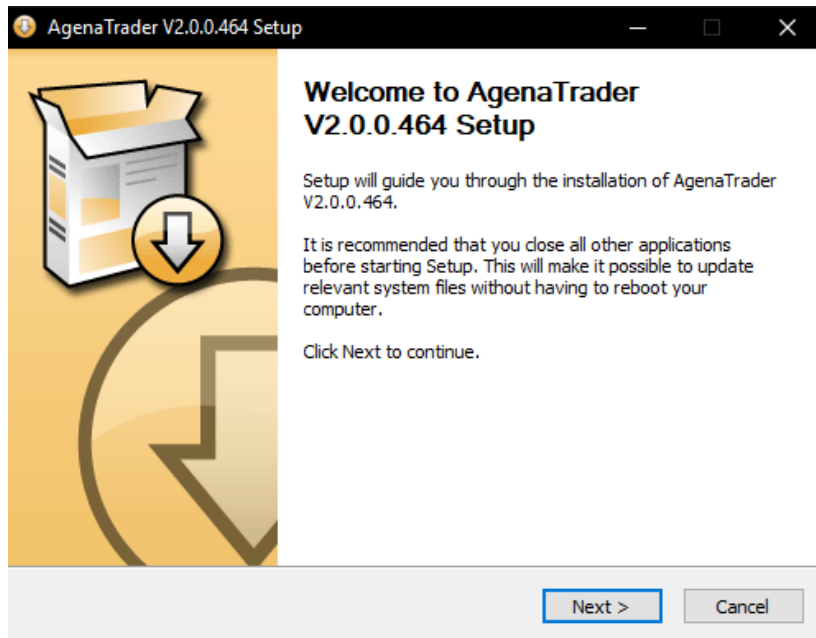 AgenaTrader V2.0.0.464 Setup
Welcome to AgenaTrader
V2.0.0.464 Setup
Setup will guide you through the installation of AgenaTrader
V2.0.0.464.
It is recommended that you close all other applications
before starting Setup. This will make it possible to update
relevant system files without having to reboot your
computer.
Click Next to continue.
Next >
Cancel